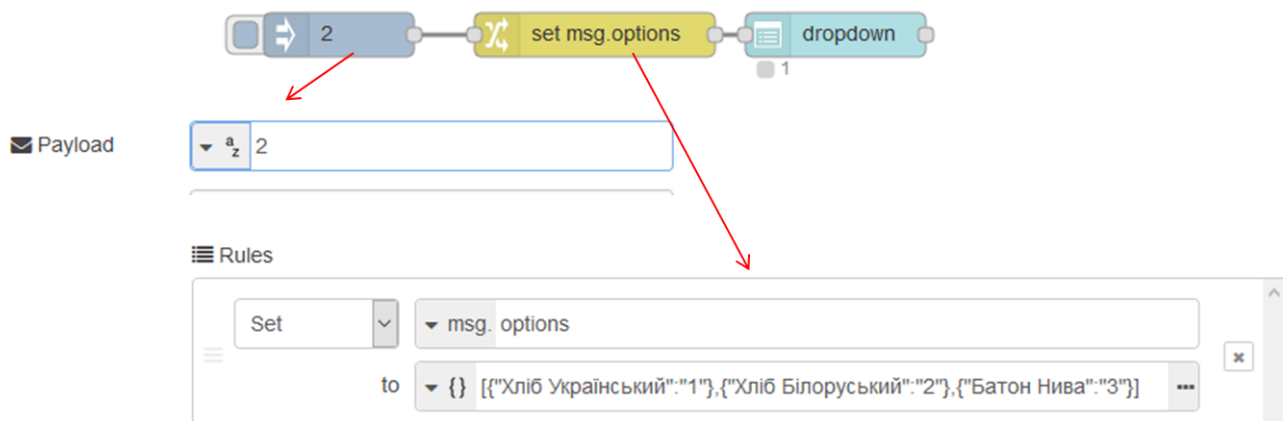 2 set msg.options dropdown
1
Payload a z 2
Rules
Set msg. options
to {} [{"Хліб Український":"1"},{"Хліб Білоруський":"2"},{"Батон Нива":"3"}] ...